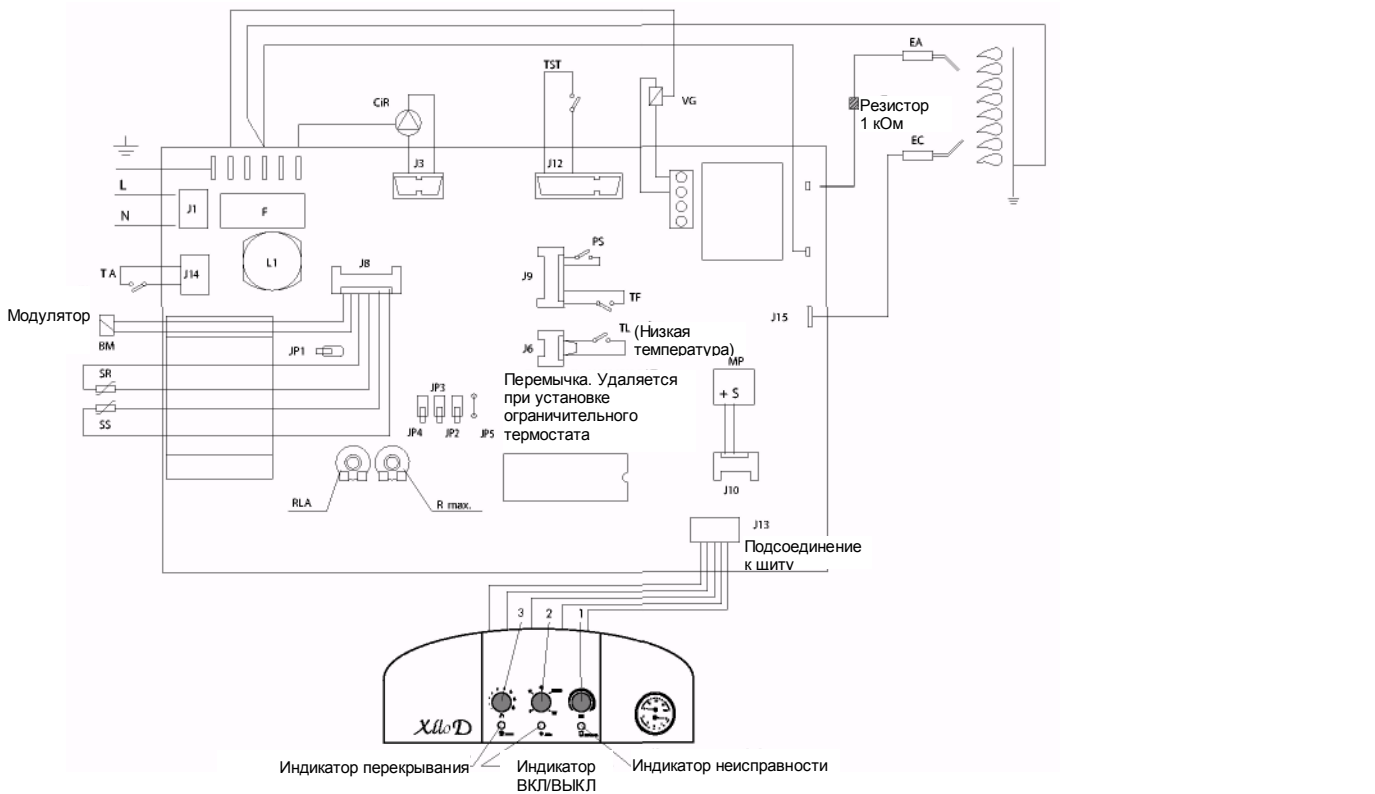 EA
TST
CiR
VG
Резистор
1 кОм
EC
J3
J12
L
J1
F
N
PS
TA
J14
L1
J8
J9
TF
Модулятор
BM
J15
TL
(Низкая
температура)
JP1
J6
MP
SR
+ S
Перемычка. Удаляется
при установке
ограничительного
термостата
JP3
SS
JP4
JP2
JP5
J10
RLA
R max.
J13
Подсоединение
к щиту
3
2
1
XiloD
Индикатор перекрывания
Индикатор
ВКЛ/ВЫКЛ
Индикатор неисправности